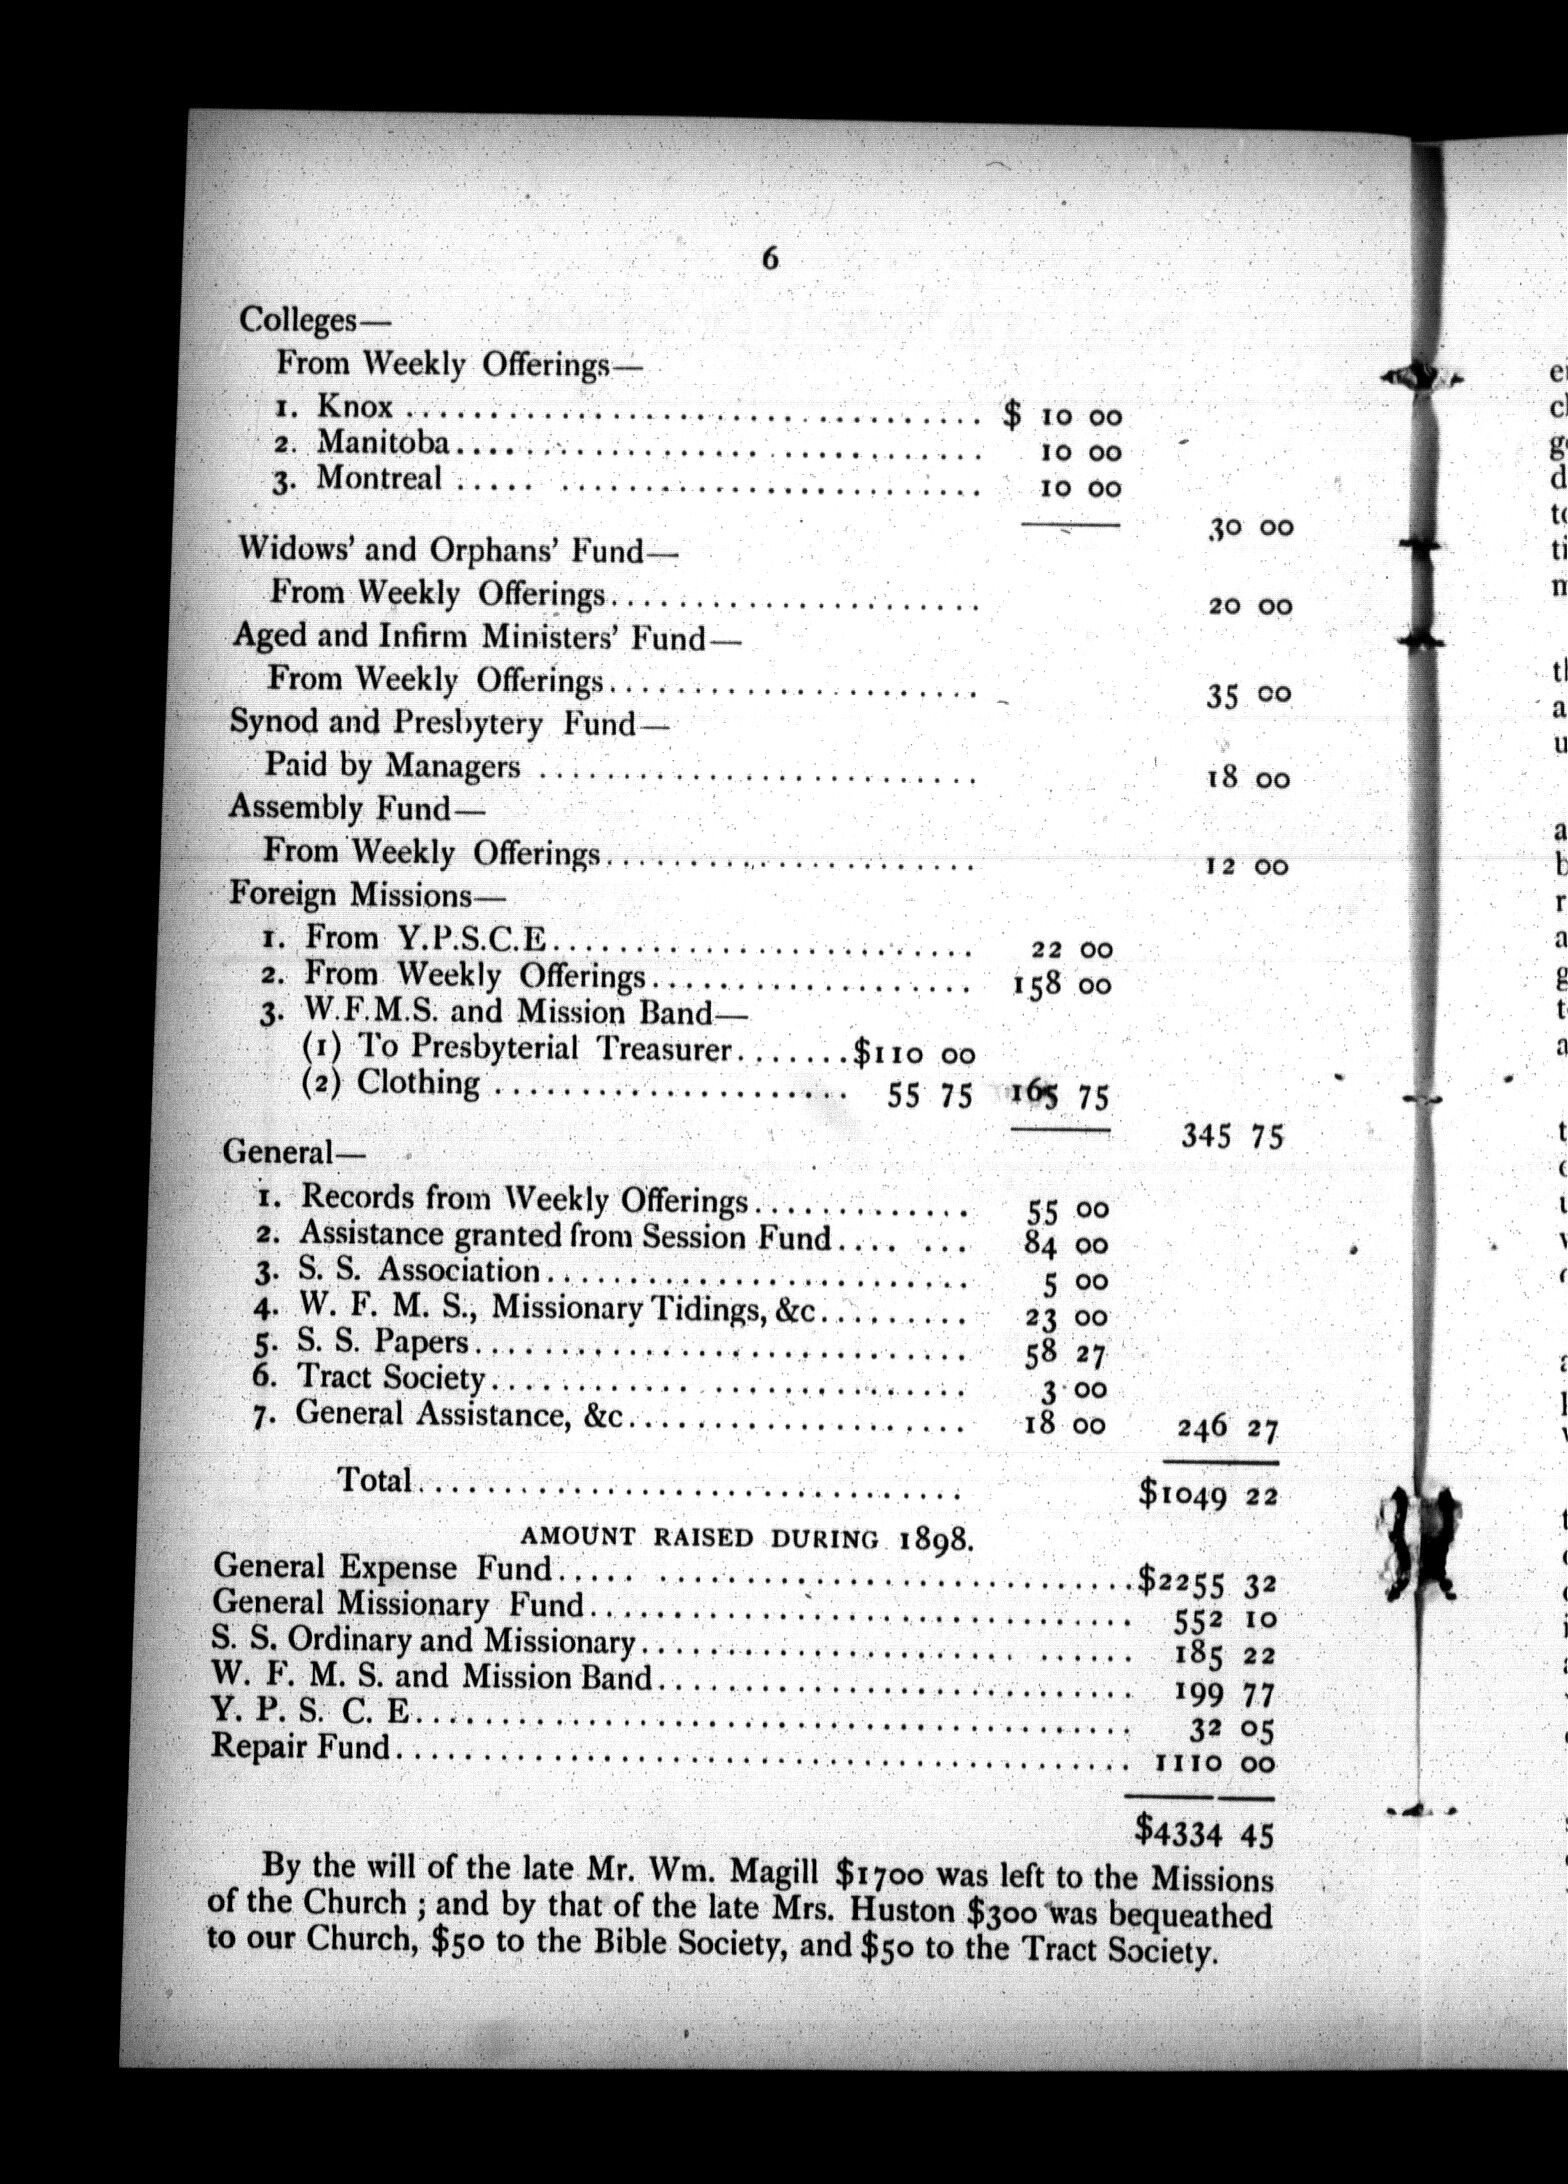 6
Colleges—
From Weekly Offerings—
1. Knox ................................ $ 10 00
2. Manitoba................................ 10 00
3. Montreal ............................... 10 00
30 00
Widows' and Orphans' Fund—
From Weekly Offerings...................... 20 00
Aged and Infirm Ministers' Fund—
From Weekly Offerings...................... 35 00
Synod and Presbytery Fund—
Paid by Managers .......................... 18 00
Assembly Fund—
From Weekly Offerings...................... 12 00
Foreign Missions—
1. From Y.P.S.C.E.......................... 22 00
2. From Weekly Offerings................... 158 00
3. W.F.M.S. and Mission Band—
(1) To Presbyterial Treasurer.......$110 00
(2) Clothing ..................... 55 75 165 75
345 75
General—
1. Records from Weekly Offerings............. 55 00
2. Assistance granted from Session Fund.... ... 84 00
3. S. S. Association......................... 5 00
4. W. F. M. S., Missionary Tidings, &c......... 23 00
5. S. S. Papers.............................. 58 27
6. Tract Society............................. 3 00
7. General Assistance, &c.................... 18 00 246 27
Total................................. $1049 22
AMOUNT RAISED DURING 1898.
General Expense Fund..... .............................$2255 32
General Missionary Fund................................. 552 10
S. S. Ordinary and Missionary........................ ...... 185 22
W. F. M. S. and Mission Band............................. 199 77
Y. P. S. C. E........................................... 32 05
Repair Fund............................................. 1110 00
$4334 45
By the will of the late Mr. Wm. Magill $1700 was left to the Missions
of the Church ; and by that of the late Mrs. Huston $300 was bequeathed
to our Church, $50 to the Bible Society, and $50 to the Tract Society.